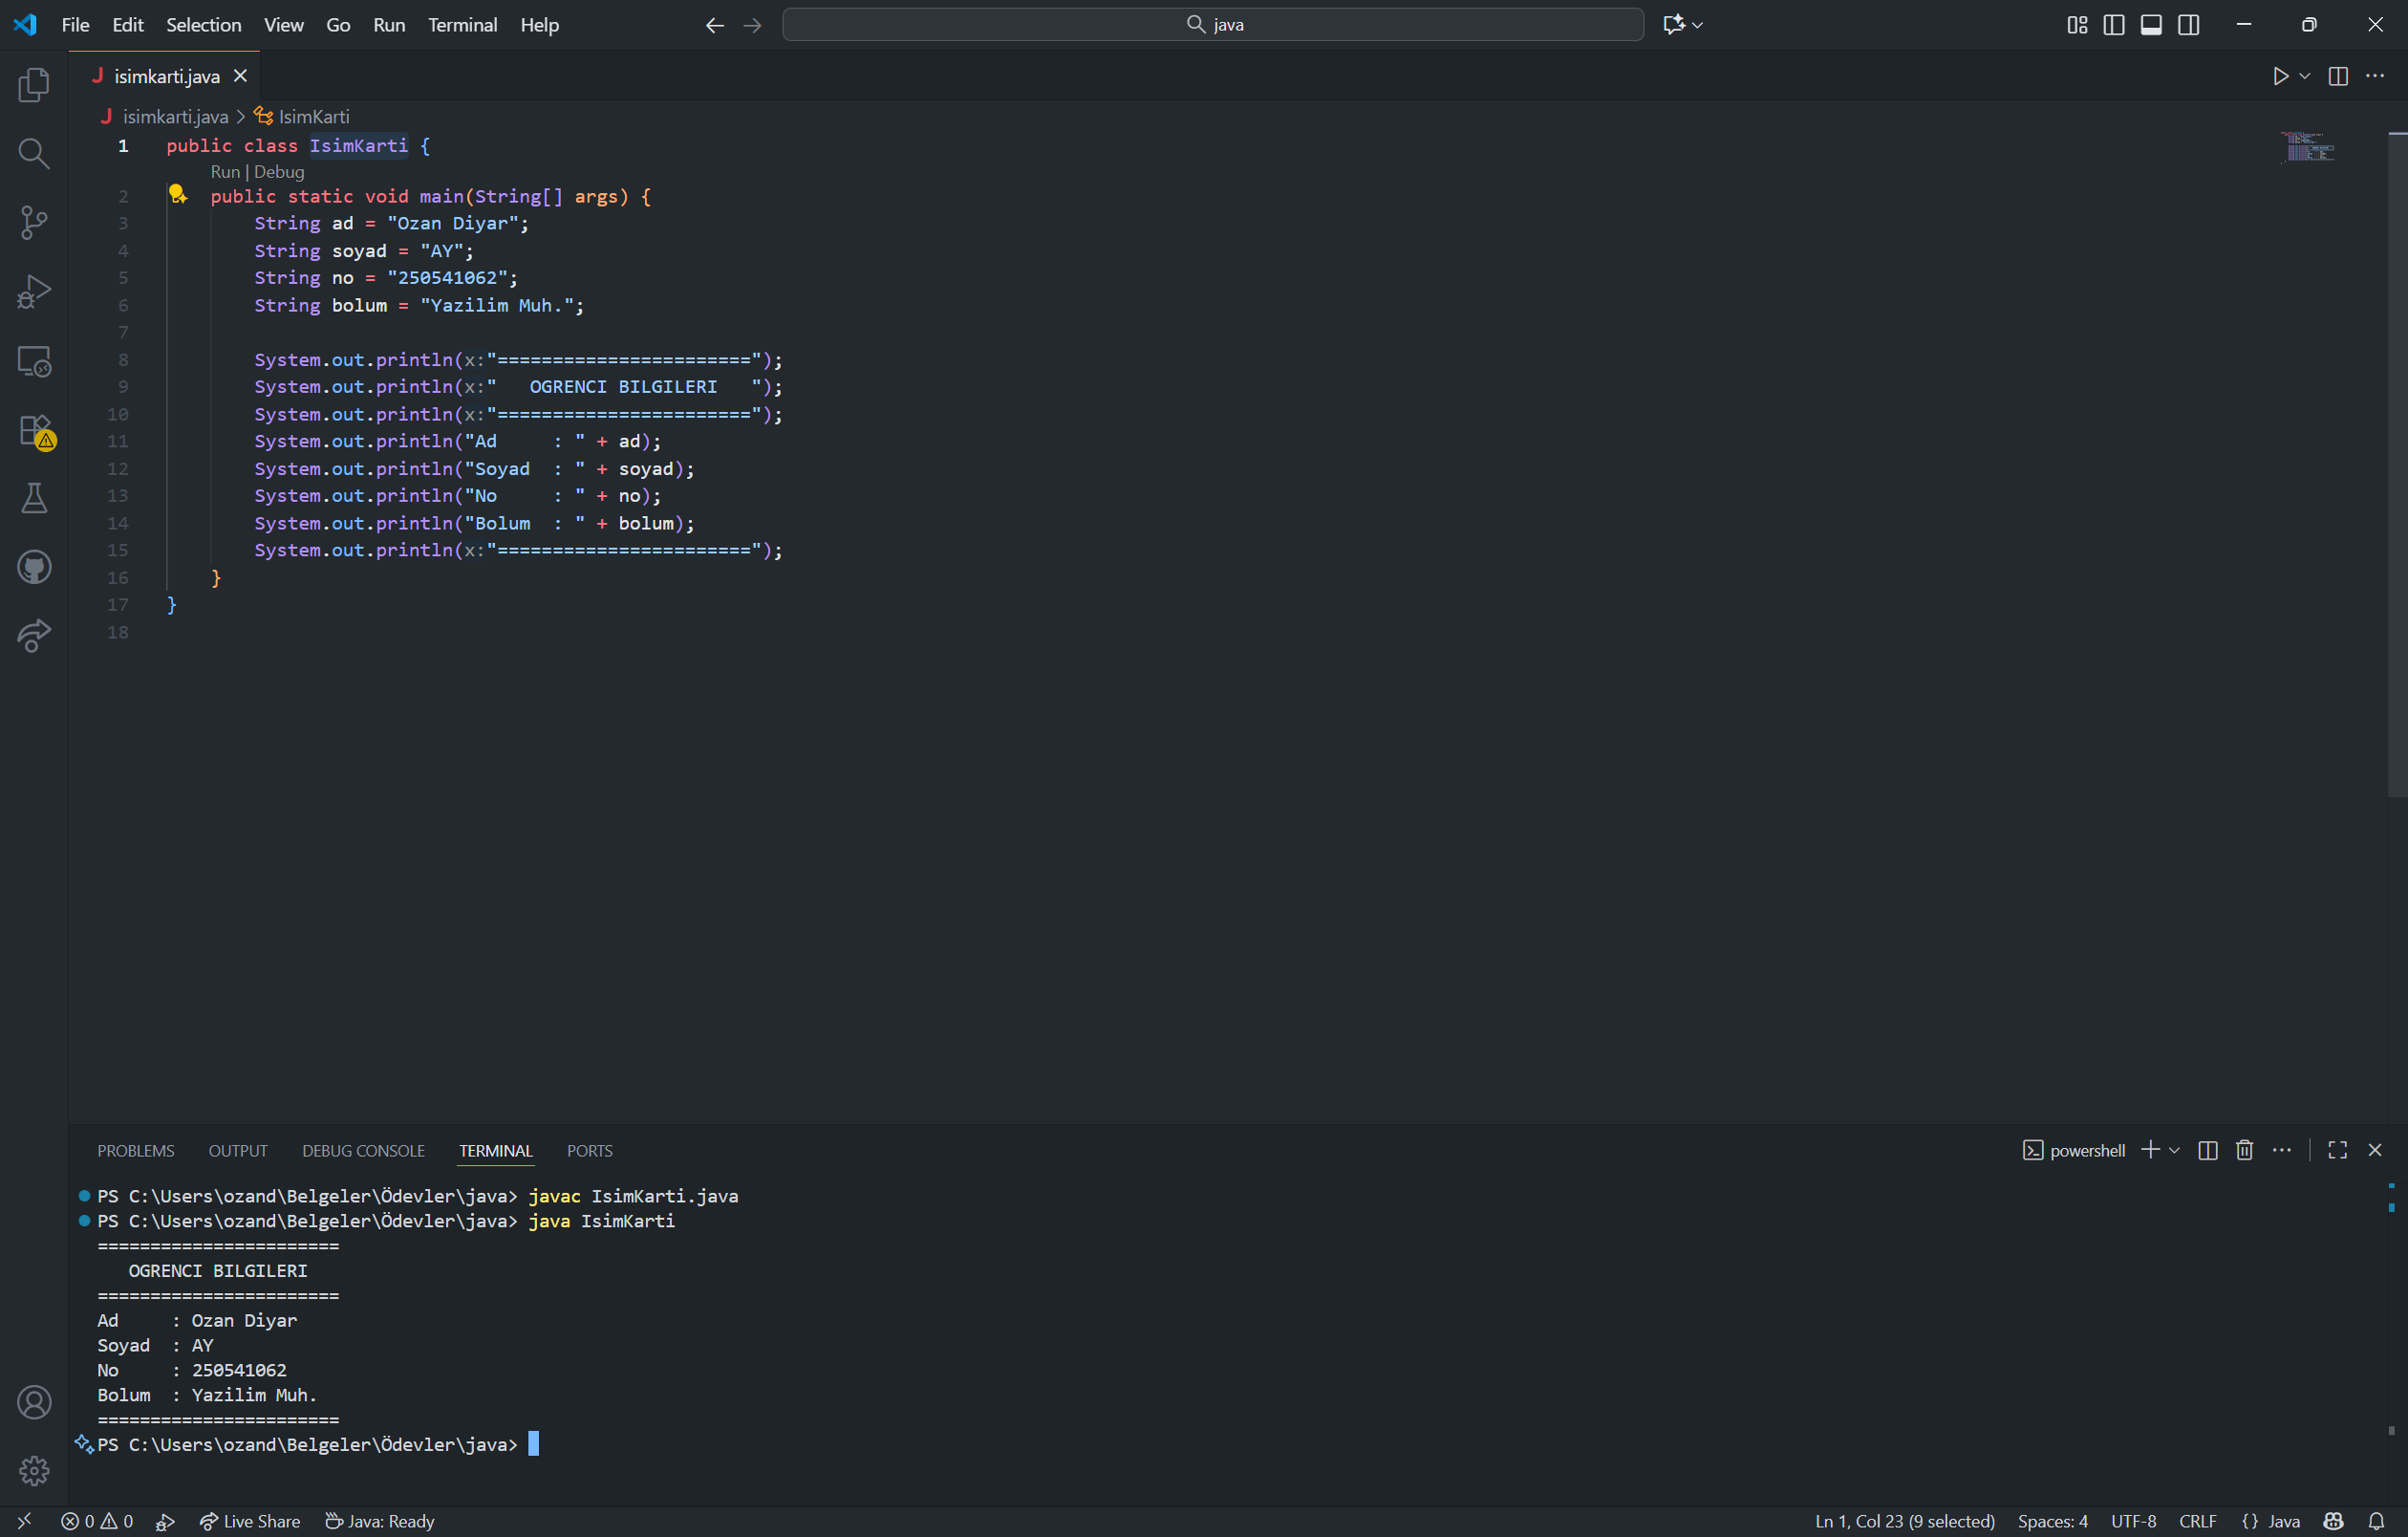 File Edit Selection View Go Run Terminal Help
java
isimkarti.java
isimkarti.java > IsimKarti
1 public class IsimKarti {
Run | Debug
2     public static void main(String[] args) {
3         String ad = "Ozan Diyar";
4         String soyad = "AY";
5         String no = "250541062";
6         String bolum = "Yazilim Muh.";
7
8         System.out.println(x:"=======================");
9         System.out.println(x:"   OGRENCI BILGILERI   ");
10         System.out.println(x:"=======================");
11         System.out.println("Ad     : " + ad);
12         System.out.println("Soyad  : " + soyad);
13         System.out.println("No     : " + no);
14         System.out.println("Bolum  : " + bolum);
15         System.out.println(x:"=======================");
16     }
17 }
18
PROBLEMS OUTPUT DEBUG CONSOLE TERMINAL PORTS
powershell
PS C:\Users\ozand\Belgeler\Ödevler\java> javac IsimKarti.java
PS C:\Users\ozand\Belgeler\Ödevler\java> java IsimKarti
=======================
   OGRENCI BILGILERI
=======================
Ad     : Ozan Diyar
Soyad  : AY
No     : 250541062
Bolum  : Yazilim Muh.
=======================
PS C:\Users\ozand\Belgeler\Ödevler\java>
0 0 Live Share Java: Ready Ln 1, Col 23 (9 selected) Spaces: 4 UTF-8 CRLF {} Java